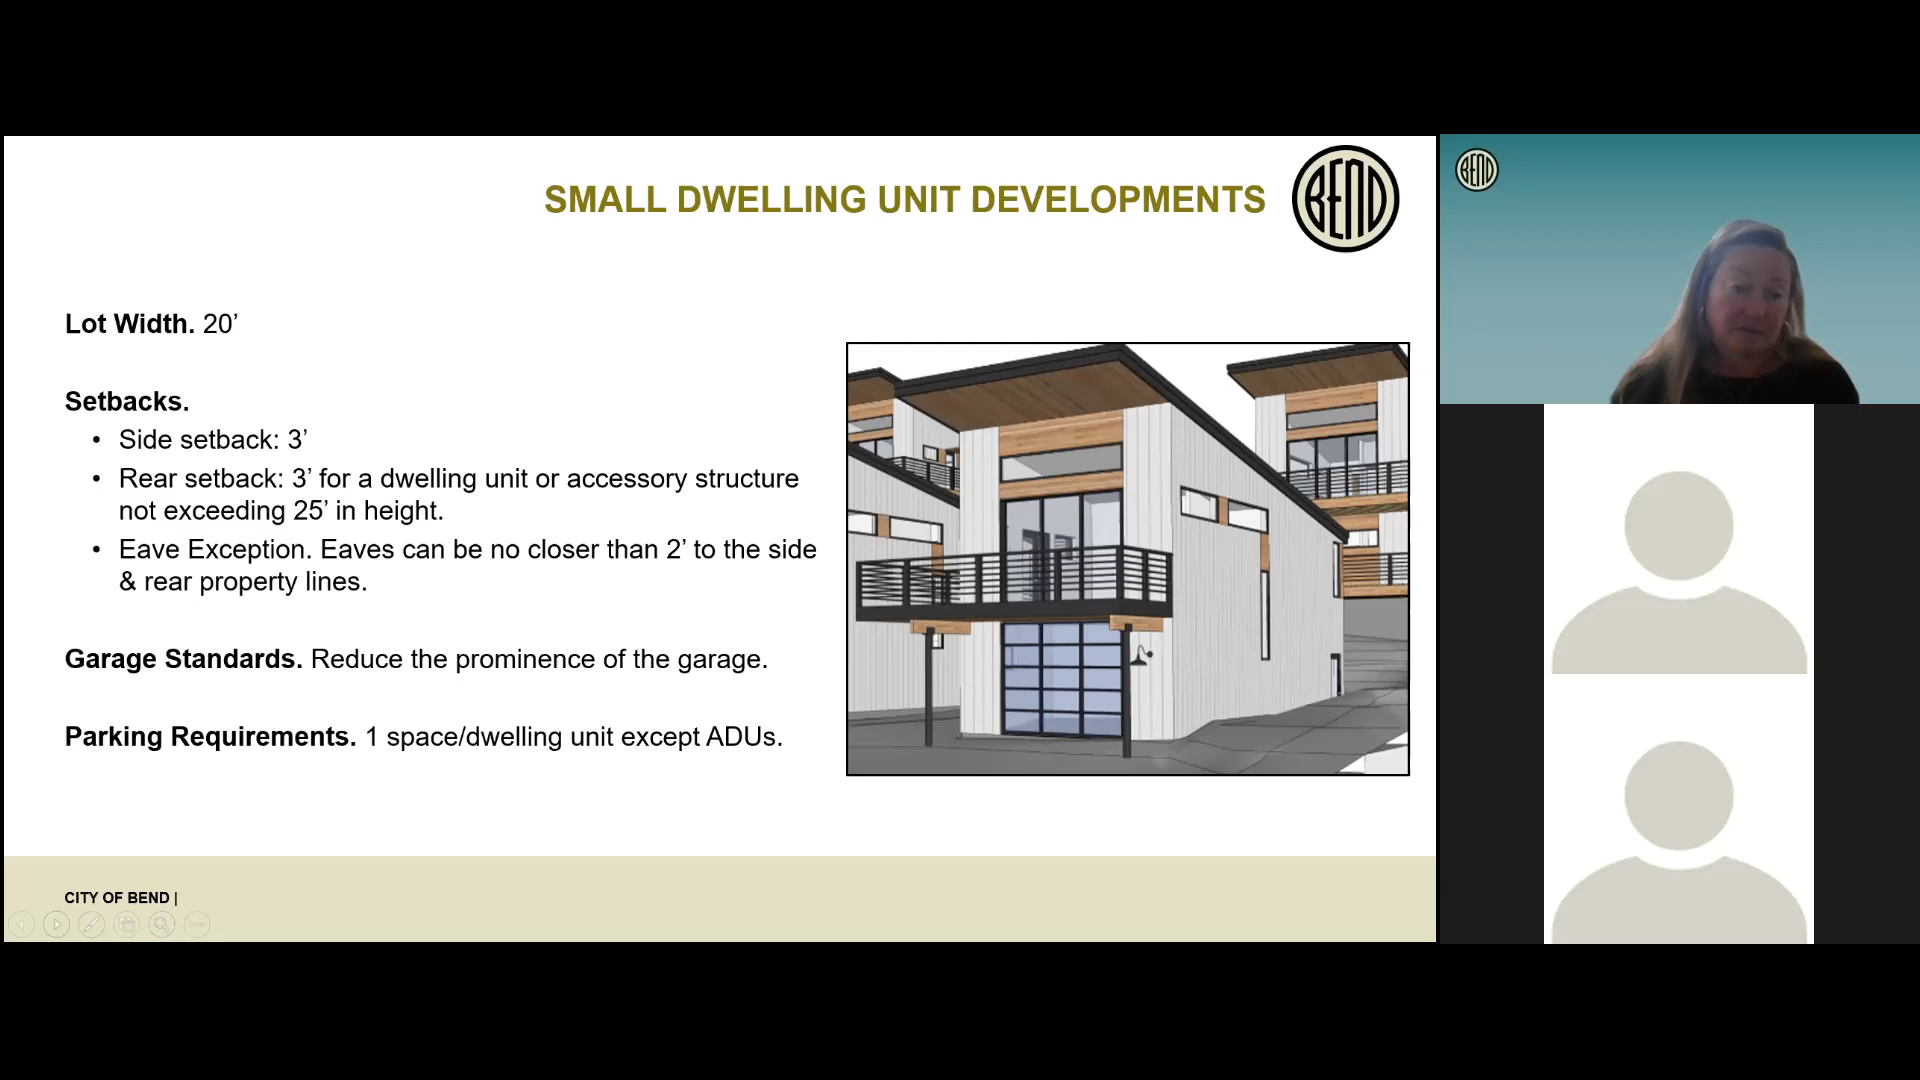 SMALL DWELLING UNIT DEVELOPMENTS
BEND
BEND
Lot Width. 20’
Setbacks.
• Side setback: 3’
• Rear setback: 3’ for a dwelling unit or accessory structure
not exceeding 25’ in height.
• Eave Exception. Eaves can be no closer than 2’ to the side
& rear property lines.
Garage Standards. Reduce the prominence of the garage.
Parking Requirements. 1 space/dwelling unit except ADUs.
CITY OF BEND |